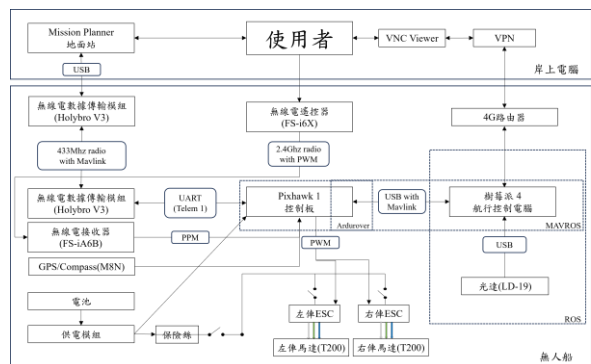 Mission Planner
地面站
使用者
VNC Viewer
VPN
USB
岸上電腦
無線電數據傳輸模組
(Holybro V3)
無線電遙控器
(FS-i6X)
4G路由器
433Mhz radio
with Mavlink
2.4Ghz radio
with PWM
無線電數據傳輸模組
(Holybro V3)
UART
(Telem 1)
Pixhawk 1
控制板
Ardurover
USB with
Mavlink
樹莓派 4
航行控制電腦
MAVROS
無線電接收器
(FS-iA6B)
PPM
PWM
USB
GPS/Compass(M8N)
光達(LD-19)
電池
供電模組
保險絲
左俥ESC
右俥ESC
ROS
左俥馬達(T200)
右俥馬達(T200)
無人船